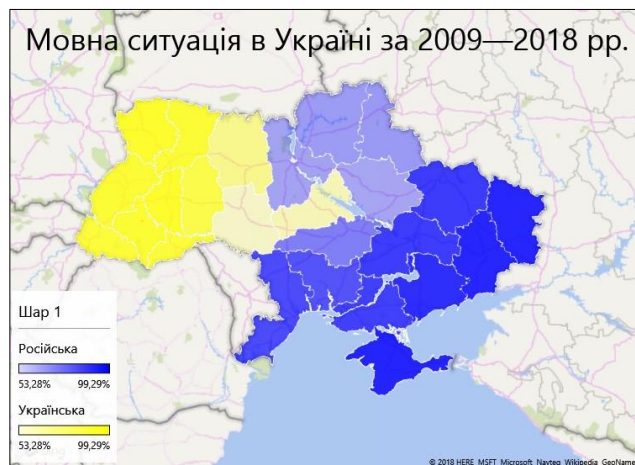 Мовна ситуація в Україні за 2009—2018 рр.
Шар 1
Російська
53,28% 99,29%
Українська
53,28% 99,29%
© 2018 HERE MSFT Microsoft Navteq Wikipedia GeoName